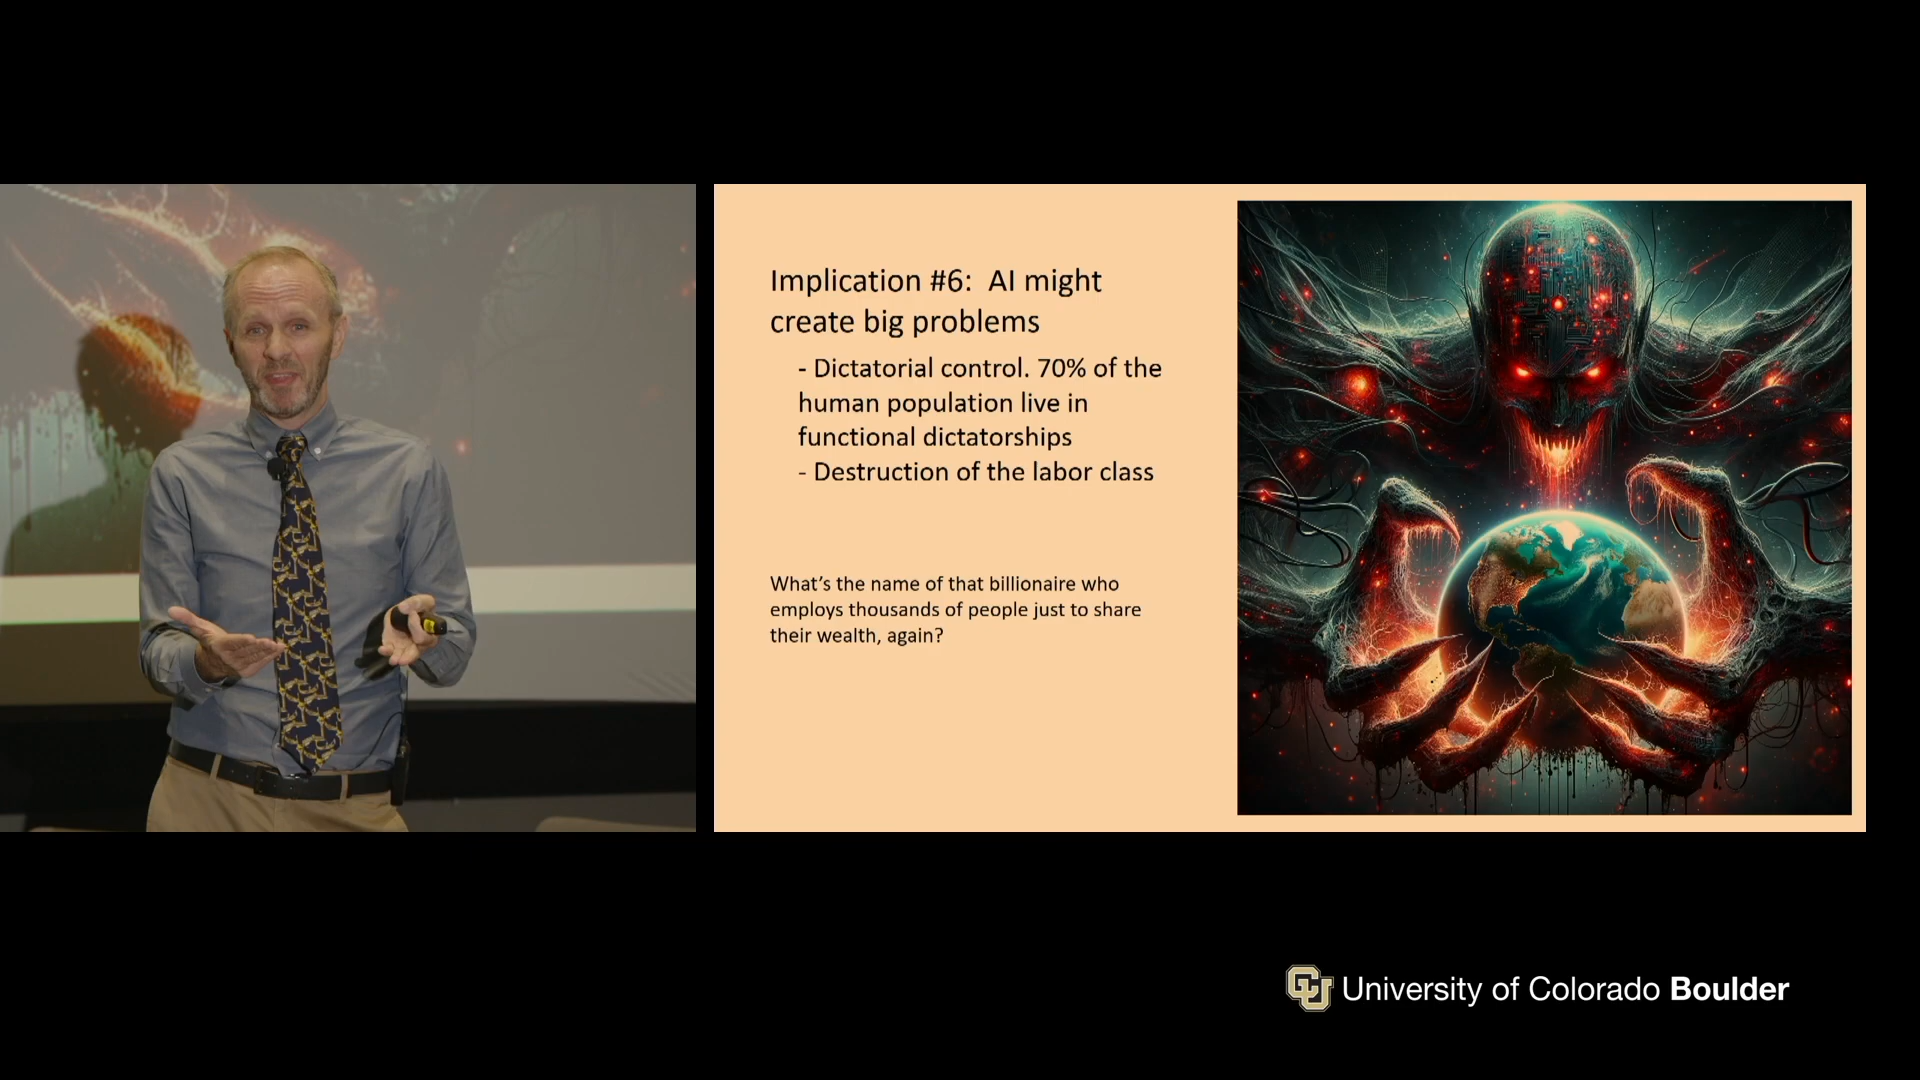 Implication #6:  AI might
create big problems
- Dictatorial control. 70% of the
human population live in
functional dictatorships
- Destruction of the labor class
What’s the name of that billionaire who
employs thousands of people just to share
their wealth, again?
CU University of Colorado Boulder